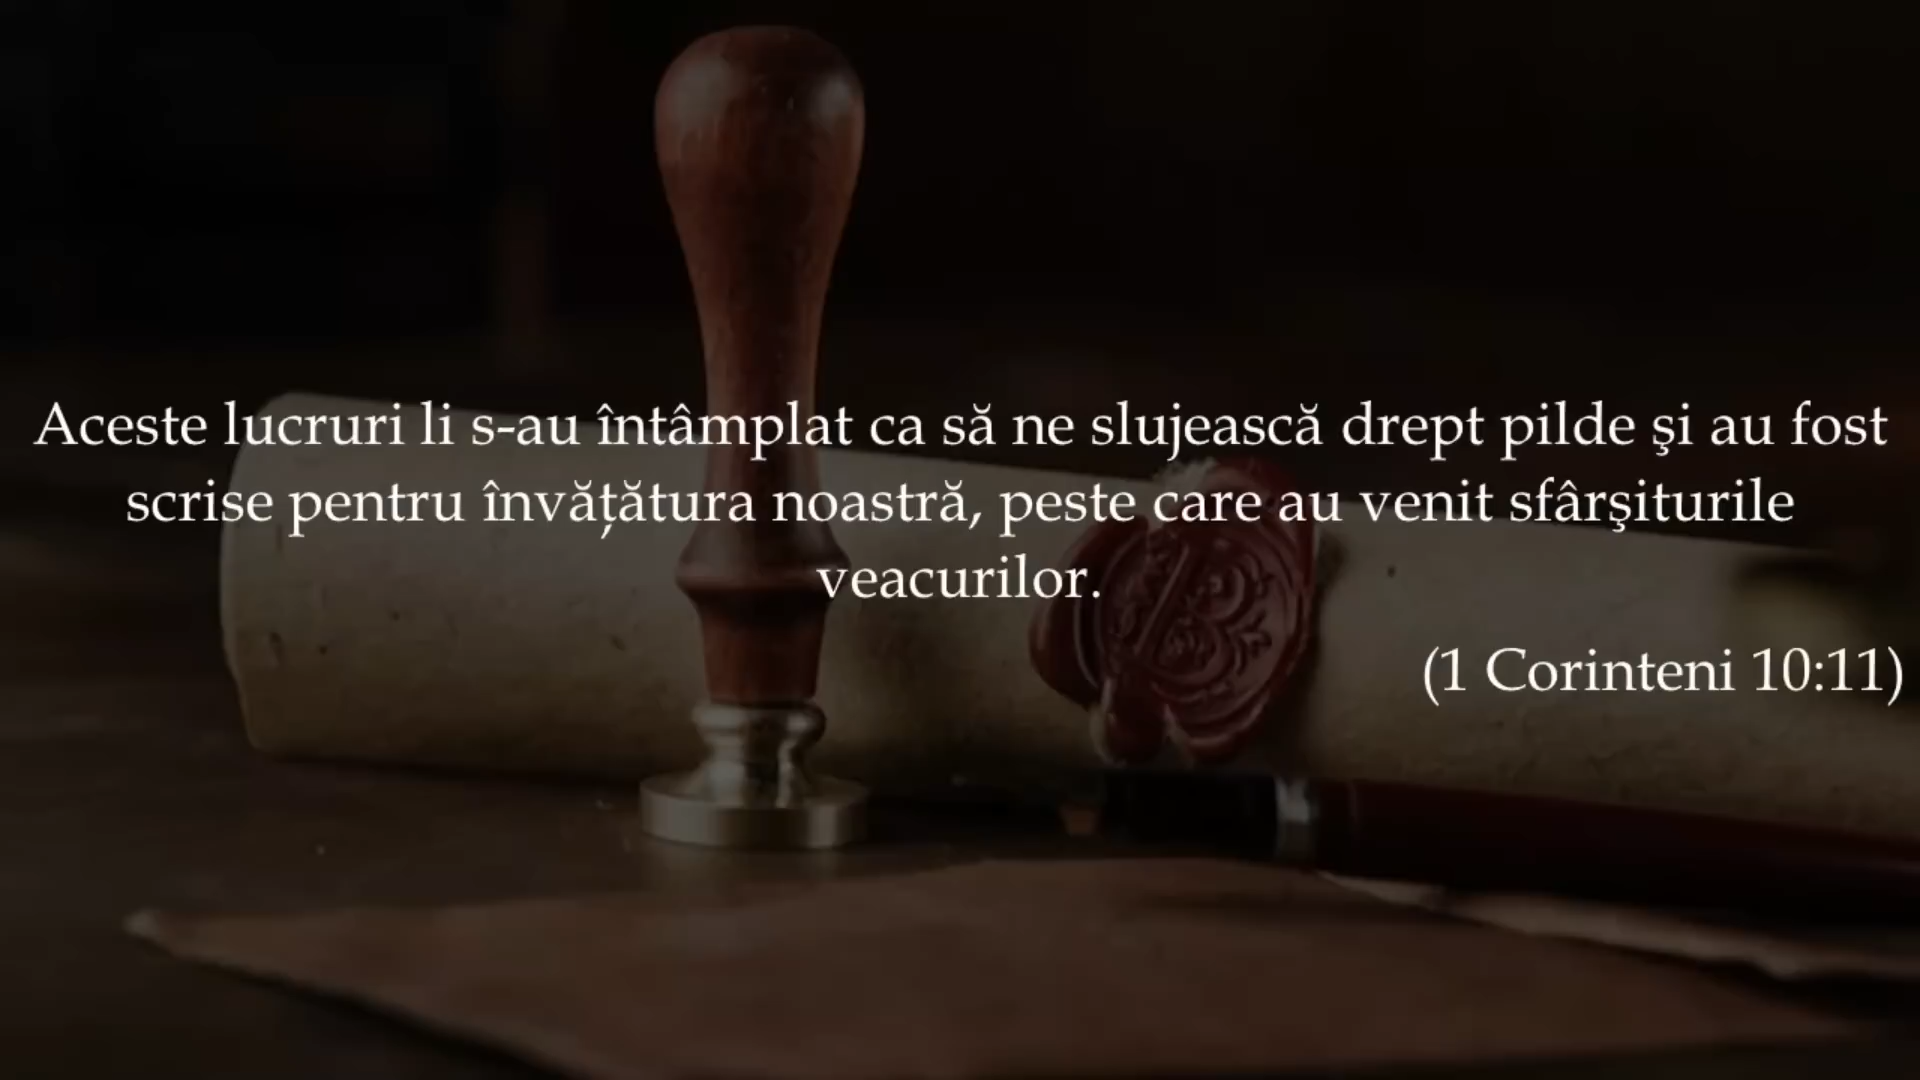 Aceste lucruri li s-au întâmplat ca să ne slujească drept pilde şi au fost
scrise pentru învăţătura noastră, peste care au venit sfârşiturile
veacurilor.
(1 Corinteni 10:11)